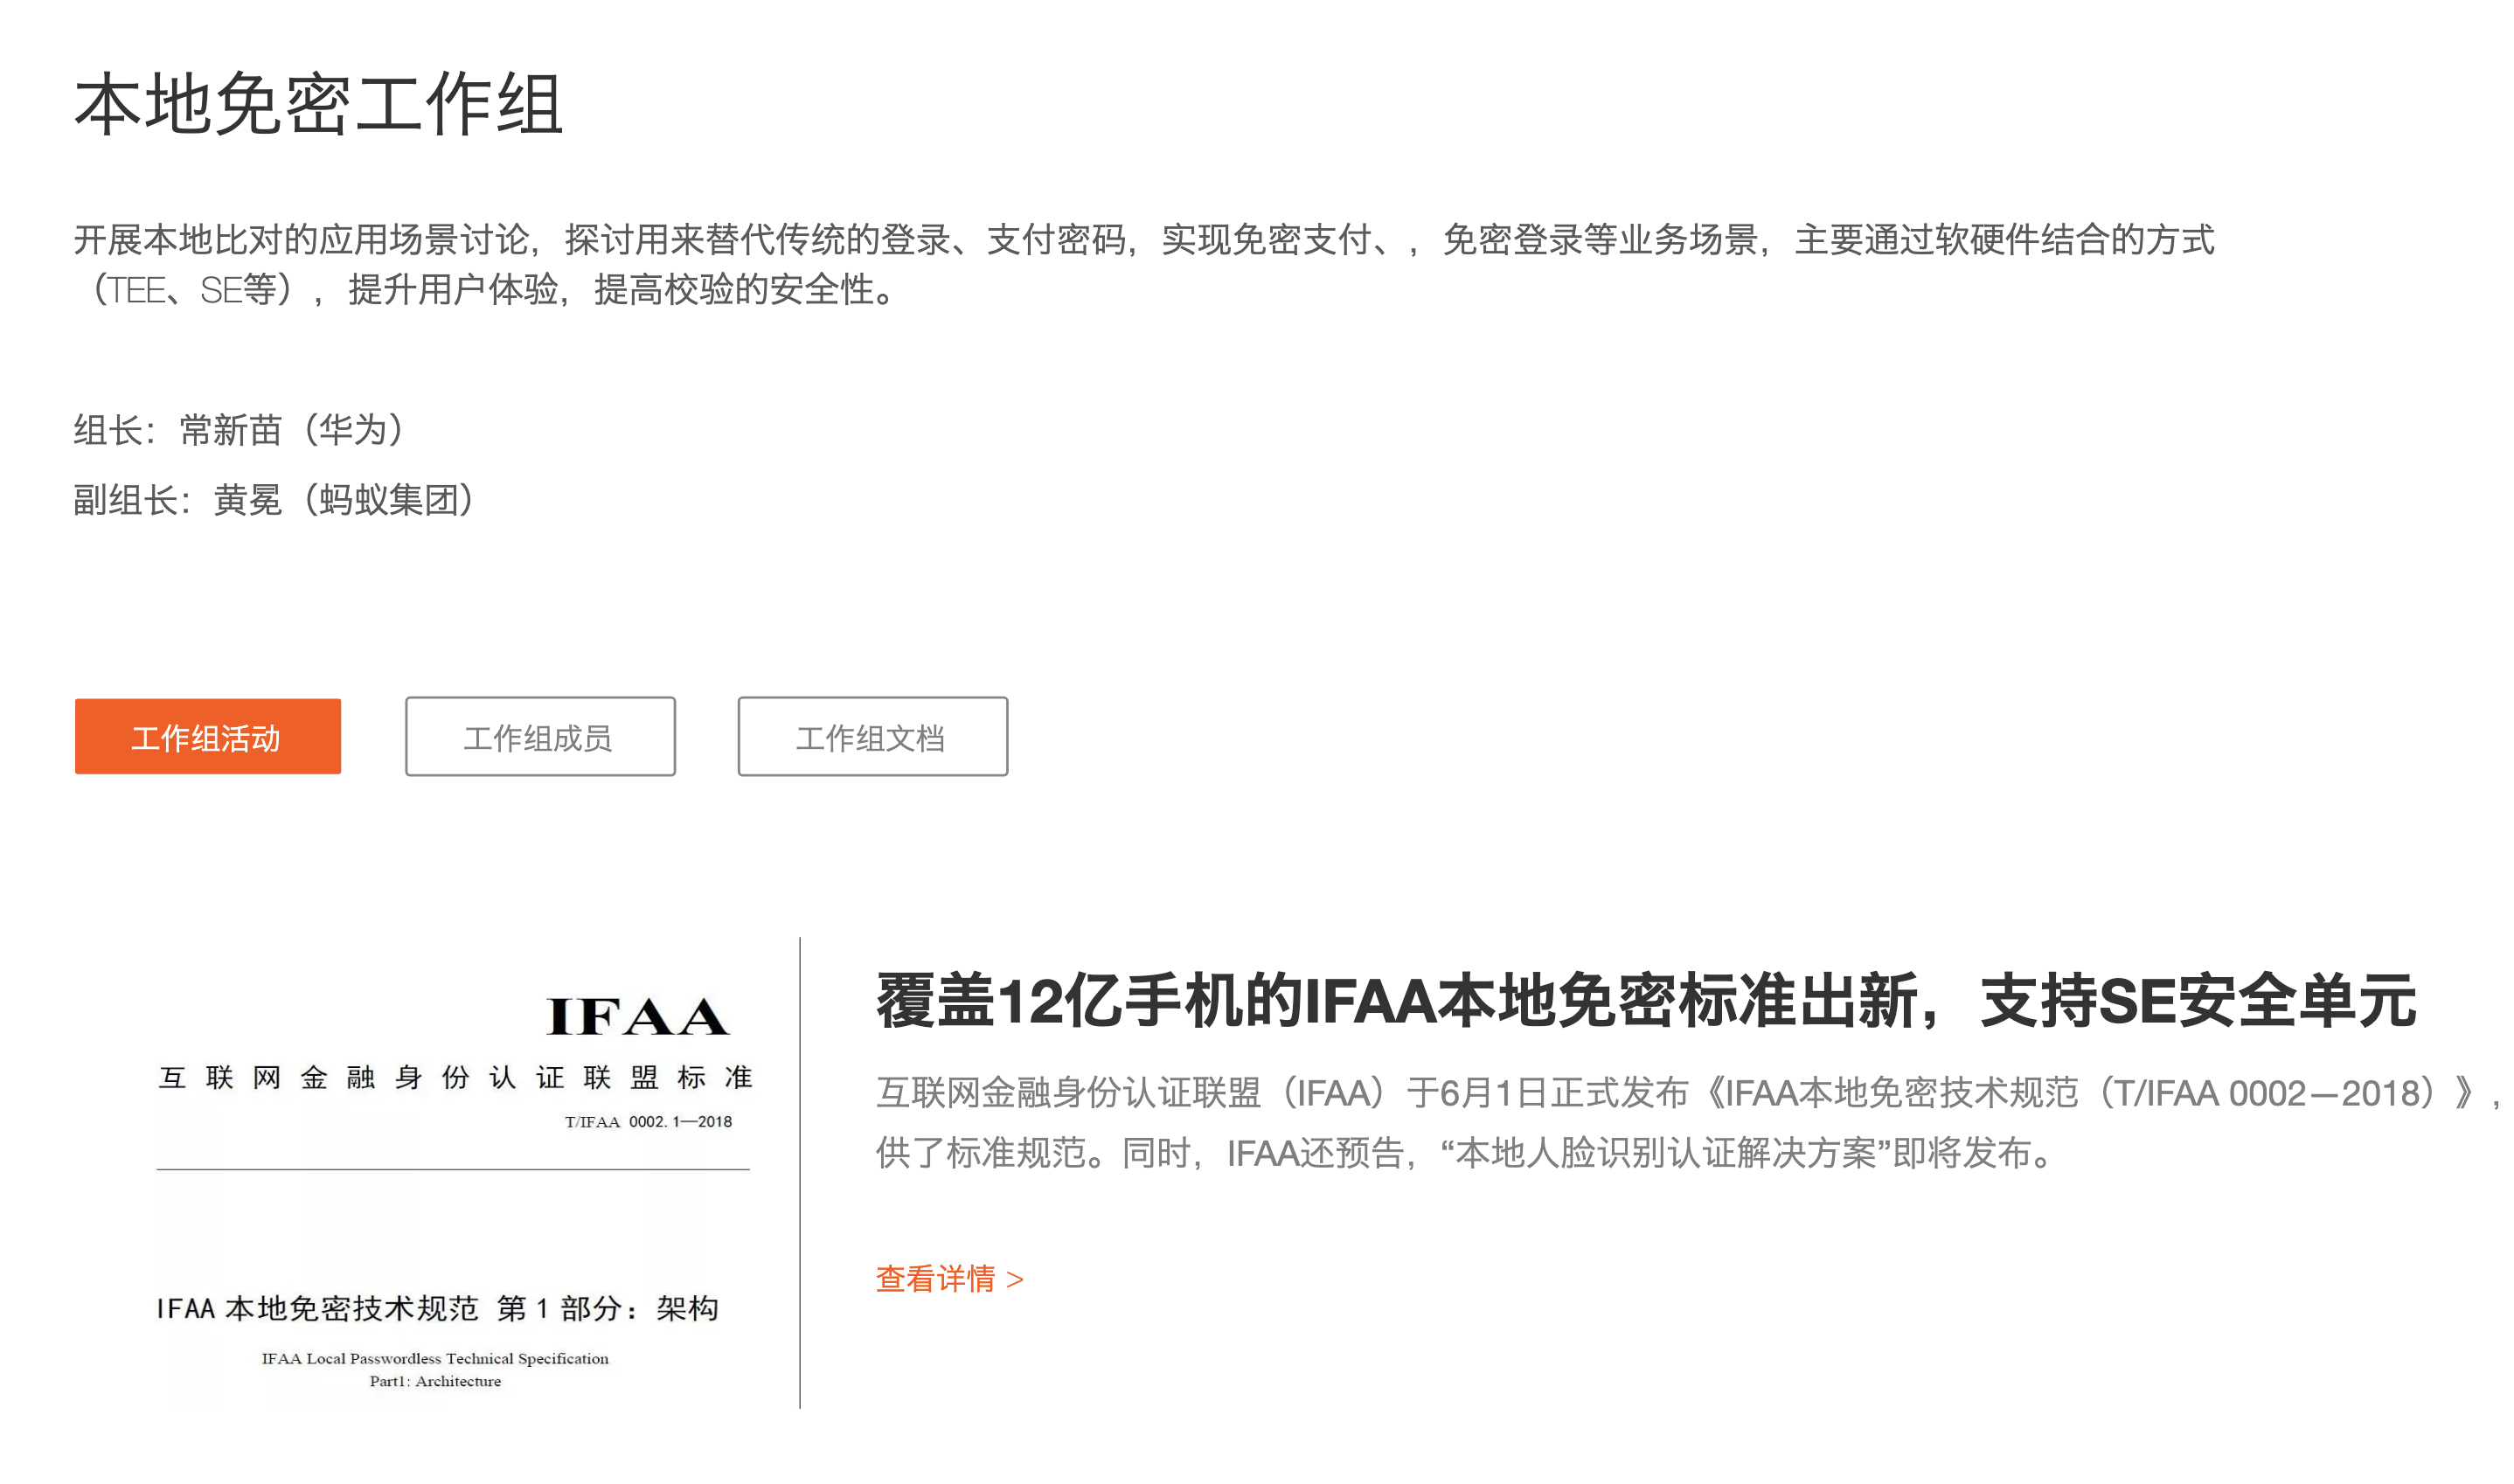 本地免密工作组
开展本地比对的应用场景讨论，探讨用来替代传统的登录、支付密码，实现免密支付、，免密登录等业务场景，主要通过软硬件结合的方式
（TEE、SE等），提升用户体验，提高校验的安全性。
组长：常新苗（华为）
副组长：黄冕（蚂蚁集团）
工作组活动
工作组成员
工作组文档
IFAA
互联网金融身份认证联盟标准
T/IFAA 0002.1—2018
IFAA 本地免密技术规范 第 1 部分：架构
IFAA Local Passwordless Technical Specification
Part1: Architecture
覆盖12亿手机的IFAA本地免密标准出新，支持SE安全单元
互联网金融身份认证联盟（IFAA）于6月1日正式发布《IFAA本地免密技术规范（T/IFAA 0002—2018）》，
供了标准规范。同时，IFAA还预告，“本地人脸识别认证解决方案”即将发布。
查看详情 >